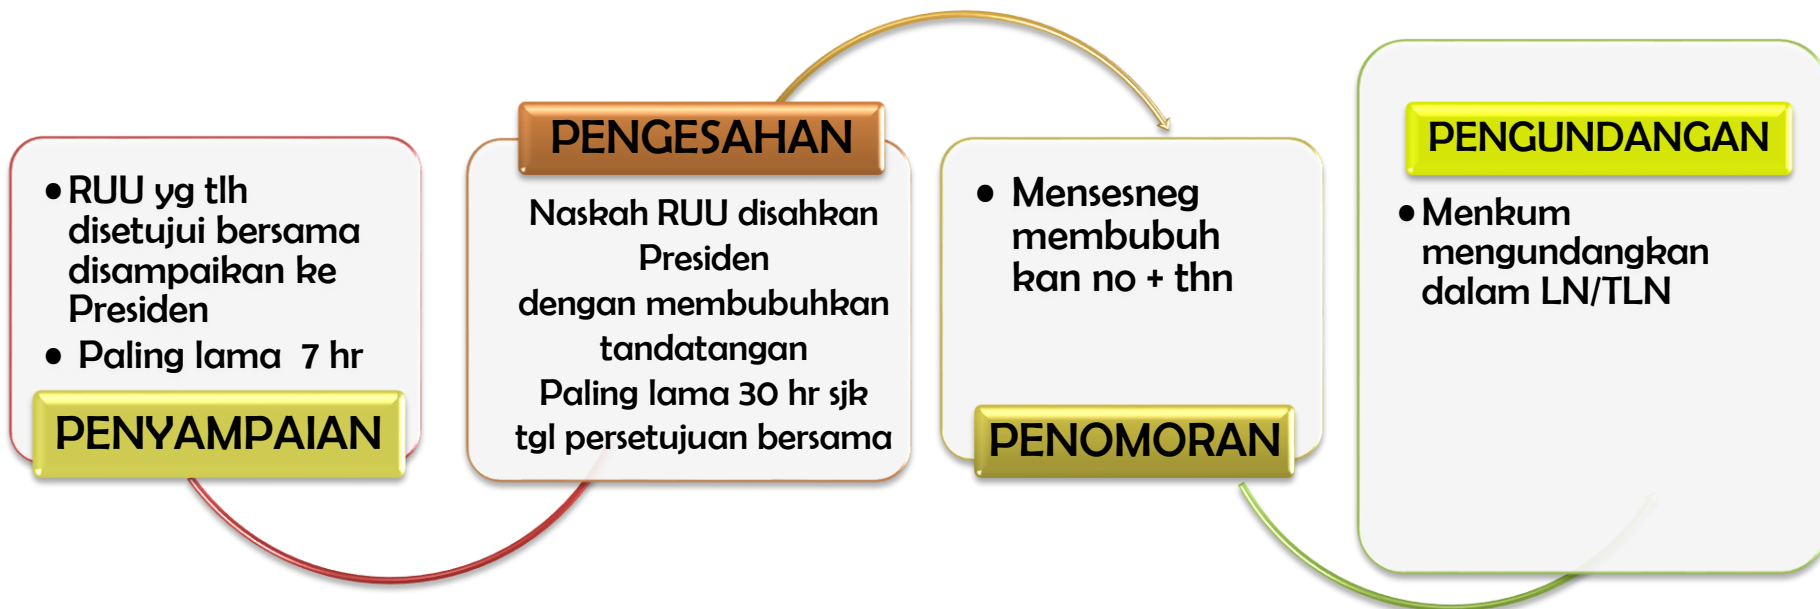 • RUU yg tlh
disetujui bersama
disampaikan ke
Presiden
• Paling lama 7 hr
PENYAMPAIAN
PENGESAHAN
Naskah RUU disahkan
Presiden
dengan membubuhkan
tandatangan
Paling lama 30 hr sjk
tgl persetujuan bersama
• Mensesneg
membubuh
kan no + thn
PENOMORAN
PENGUNDANGAN
• Menkum
mengundangkan
dalam LN/TLN